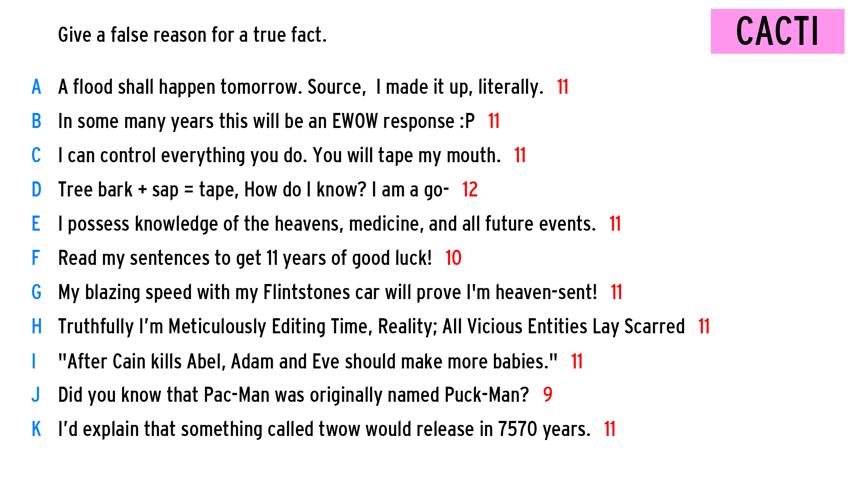 Give a false reason for a true fact.
CACTI
A A flood shall happen tomorrow. Source, I made it up, literally. 11
B In some many years this will be an EWOW response :P 11
C I can control everything you do. You will tape my mouth. 11
D Tree bark + sap = tape, How do I know? I am a go- 12
E I possess knowledge of the heavens, medicine, and all future events. 11
F Read my sentences to get 11 years of good luck! 10
G My blazing speed with my Flintstones car will prove I'm heaven-sent! 11
H Truthfully I'm Meticulously Editing Time, Reality; All Vicious Entities Lay Scarred 11
I "After Cain kills Abel, Adam and Eve should make more babies." 11
J Did you know that Pac-Man was originally named Puck-Man? 9
K I'd explain that something called twow would release in 7570 years. 11